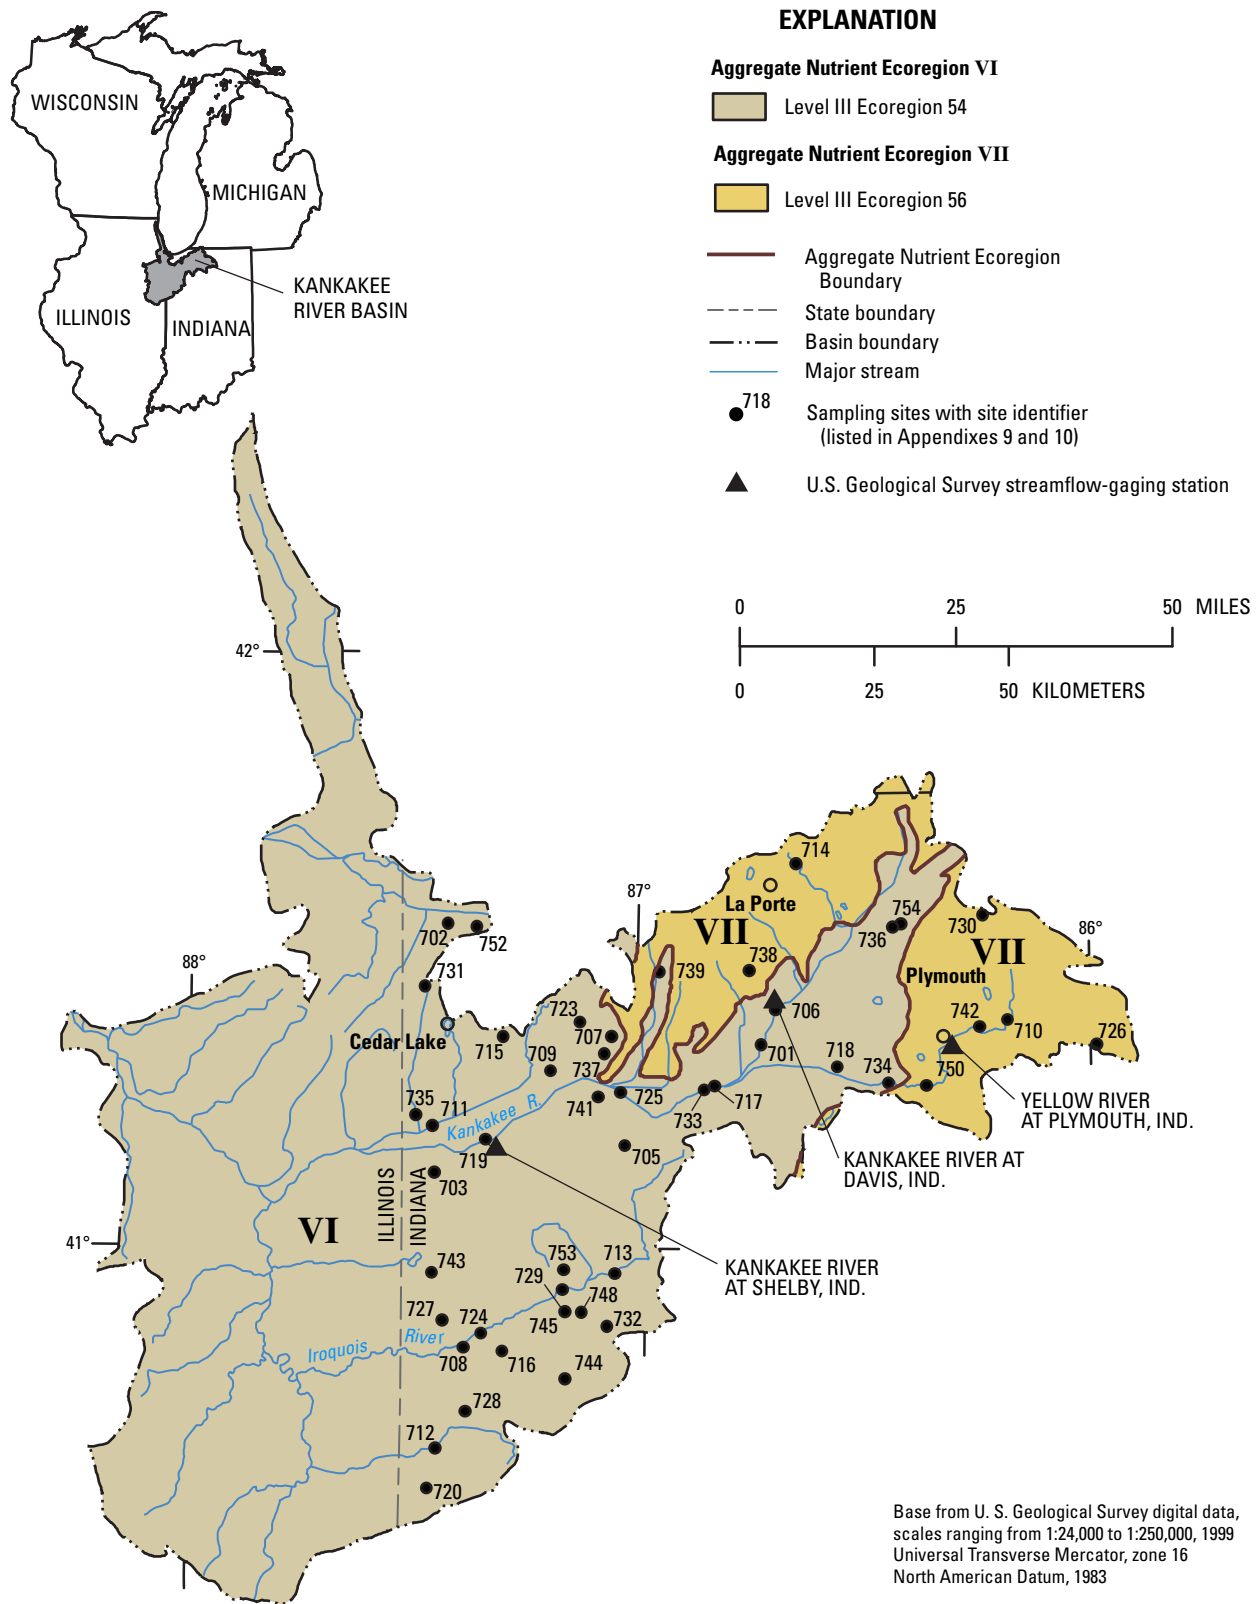 EXPLANATION
Aggregate Nutrient Ecoregion VI
Level III Ecoregion 54
Aggregate Nutrient Ecoregion VII
Level III Ecoregion 56
Aggregate Nutrient Ecoregion
Boundary
State boundary
Basin boundary
Major stream
718
Sampling sites with site identifier
(listed in Appendixes 9 and 10)
U.S. Geological Survey streamflow-gaging station
WISCONSIN
MICHIGAN
ILLINOIS
INDIANA
KANKAKEE
RIVER BASIN
0 25 50 MILES
0 25 50 KILOMETERS
42°
714
La Porte
87°
VII
754
736
730
VII
86°
702
752
88°
731
739
738
Plymouth
723
706
742
710
726
Cedar Lake
715
707
709
737
701
718
734
750
741
725
733
717
YELLOW RIVER
AT PLYMOUTH, IND.
735
711
Kankakee R.
719
705
703
KANKAKEE RIVER AT
DAVIS, IND.
ILLINOIS
INDIANA
VI
41°
743
753
713
KANKAKEE RIVER
AT SHELBY, IND.
729
748
745
732
727
724
Iroquois River
708
716
744
728
712
720
Base from U. S. Geological Survey digital data,
scales ranging from 1:24,000 to 1:250,000, 1999
Universal Transverse Mercator, zone 16
North American Datum, 1983